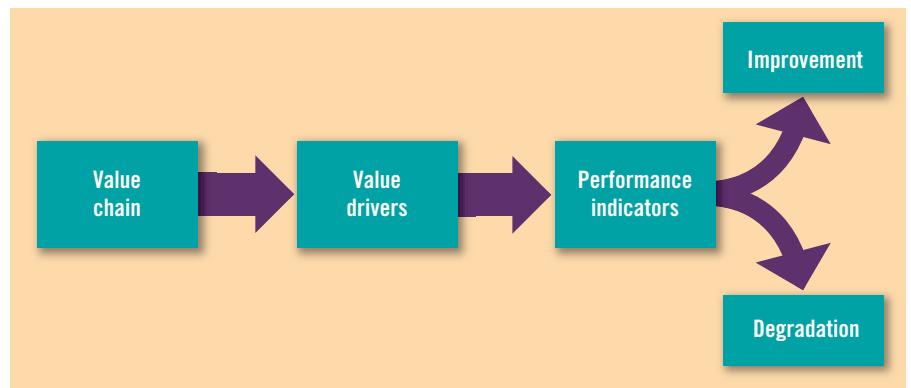 Improvement
Value
chain
Value
drivers
Performance
indicators
Degradation